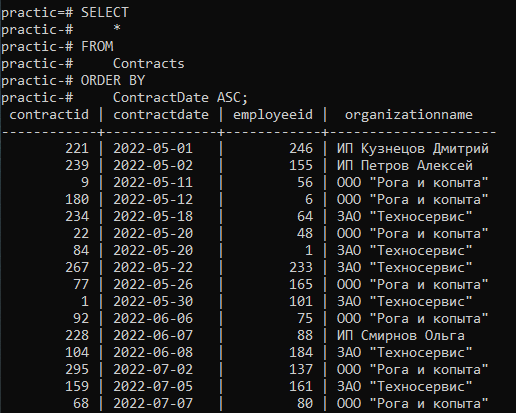 practic=# SELECT
practic-#     *
practic-# FROM
practic-#     Contracts
practic-# ORDER BY
practic-#     ContractDate ASC;
 contractid | contractdate | employeeid |  organizationname
------------+--------------+------------+---------------------
        221 | 2022-05-01   |        246 | ИП Кузнецов Дмитрий
        239 | 2022-05-02   |        155 | ИП Петров Алексей
          9 | 2022-05-11   |         56 | ООО "Рога и копыта"
        180 | 2022-05-12   |          6 | ООО "Рога и копыта"
        234 | 2022-05-18   |         64 | ЗАО "Техносервис"
         22 | 2022-05-20   |         48 | ООО "Рога и копыта"
         84 | 2022-05-20   |          1 | ЗАО "Техносервис"
        267 | 2022-05-22   |        233 | ЗАО "Техносервис"
         77 | 2022-05-26   |        165 | ООО "Рога и копыта"
          1 | 2022-05-30   |        101 | ЗАО "Техносервис"
         92 | 2022-06-06   |         75 | ООО "Рога и копыта"
        228 | 2022-06-07   |         88 | ИП Смирнов Ольга
        104 | 2022-06-08   |        184 | ЗАО "Техносервис"
        295 | 2022-07-02   |        137 | ООО "Рога и копыта"
        159 | 2022-07-05   |        161 | ЗАО "Техносервис"
         68 | 2022-07-07   |         80 | ООО "Рога и копыта"